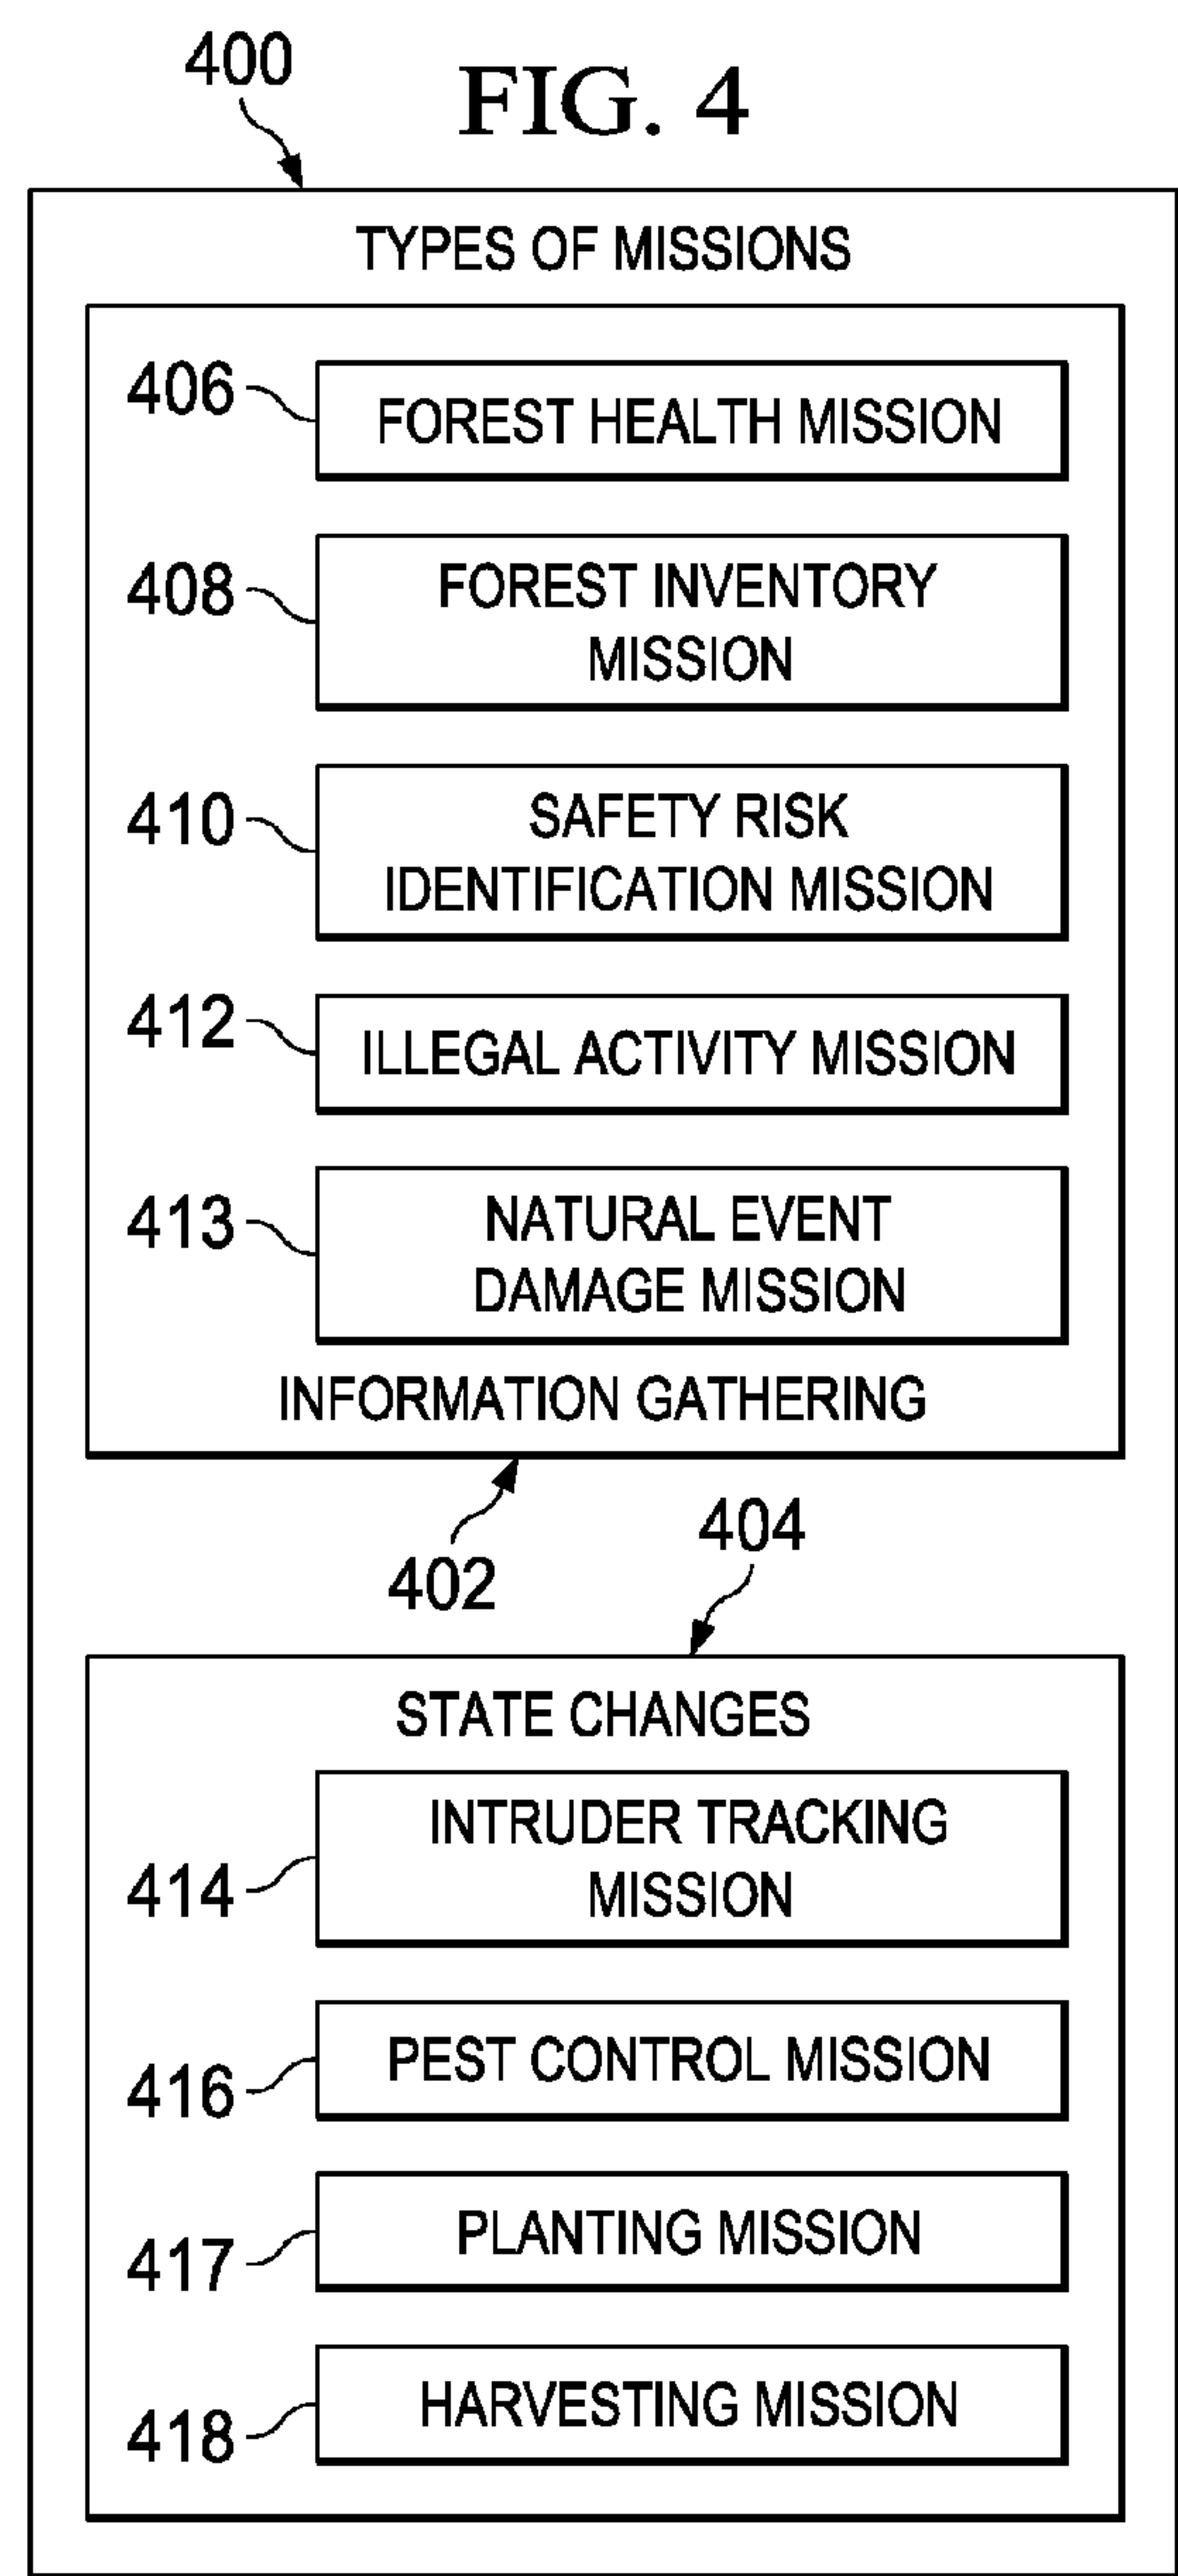 400
FIG. 4
TYPES OF MISSIONS
406
FOREST HEALTH MISSION
408
FOREST INVENTORY
MISSION
410
SAFETY RISK
IDENTIFICATION MISSION
412
ILLEGAL ACTIVITY MISSION
413
NATURAL EVENT
DAMAGE MISSION
INFORMATION GATHERING
402
404
STATE CHANGES
414
INTRUDER TRACKING
MISSION
416
PEST CONTROL MISSION
417
PLANTING MISSION
418
HARVESTING MISSION